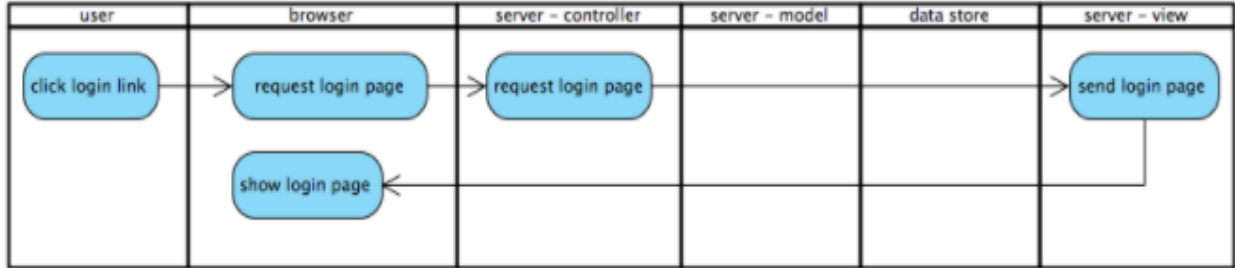 user
browser
server - controller
server - model
data store
server - view
click login link
request login page
request login page
send login page
show login page